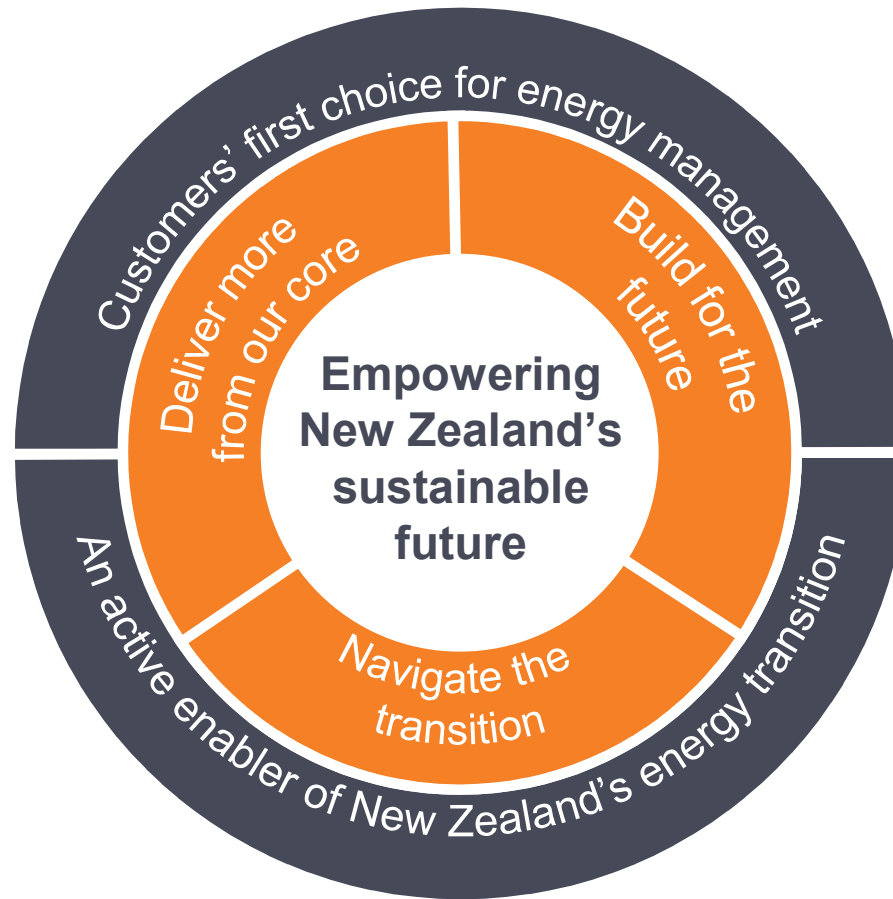 Customers’ first choice for energy management
Deliver more
from our core
Build for the
future
Empowering
New Zealand’s
sustainable
future
Navigate the
transition
An active enabler of New Zealand’s energy transition